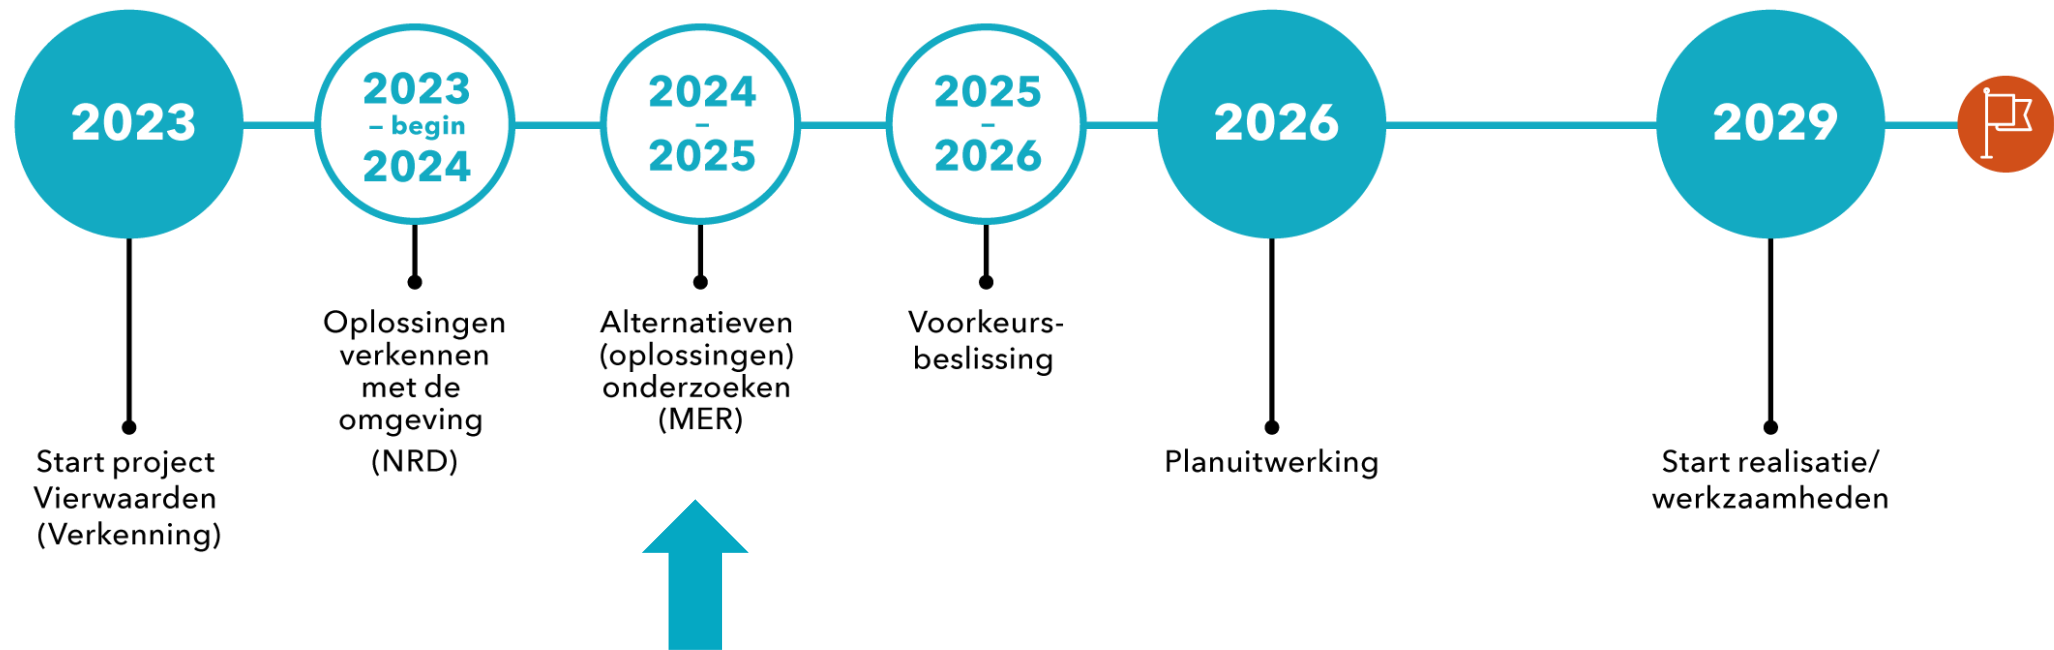 2023
2023
– begin
2024
2024
–
2025
2025
–
2026
2026
2029
Start project
Vierwaarden
(Verkenning)
Oplossingen
verkennen
met de
omgeving
(NRD)
Alternatieven
(oplossingen)
onderzoeken
(MER)
Voorkeurs-
beslissing
Planuitwerking
Start realisatie/
werkzaamheden